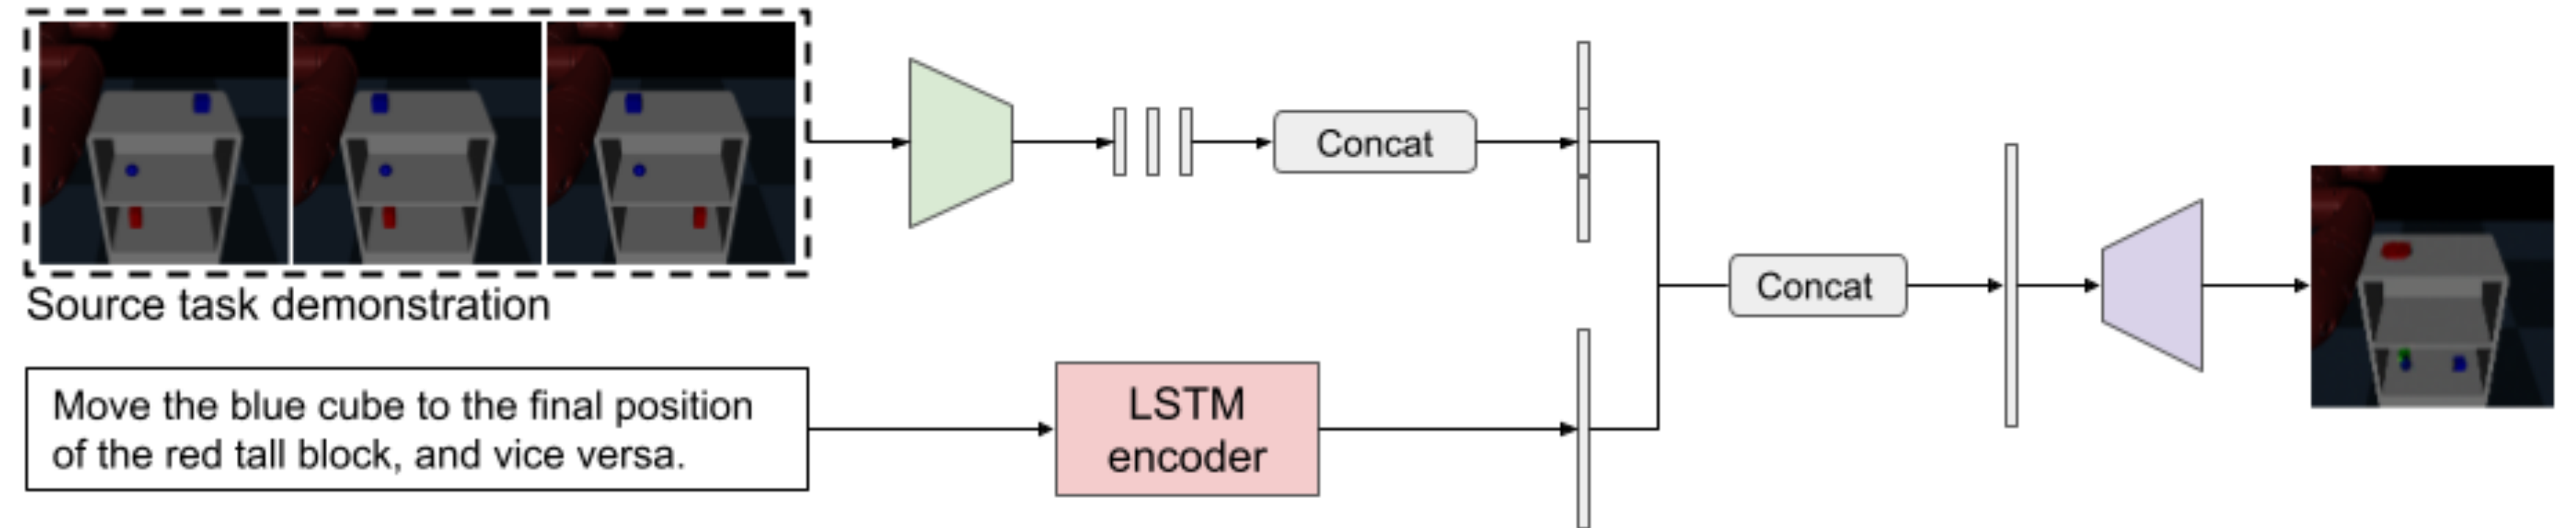 Source task demonstration
Move the blue cube to the final position
of the red tall block, and vice versa.
Concat
LSTM
encoder
Concat